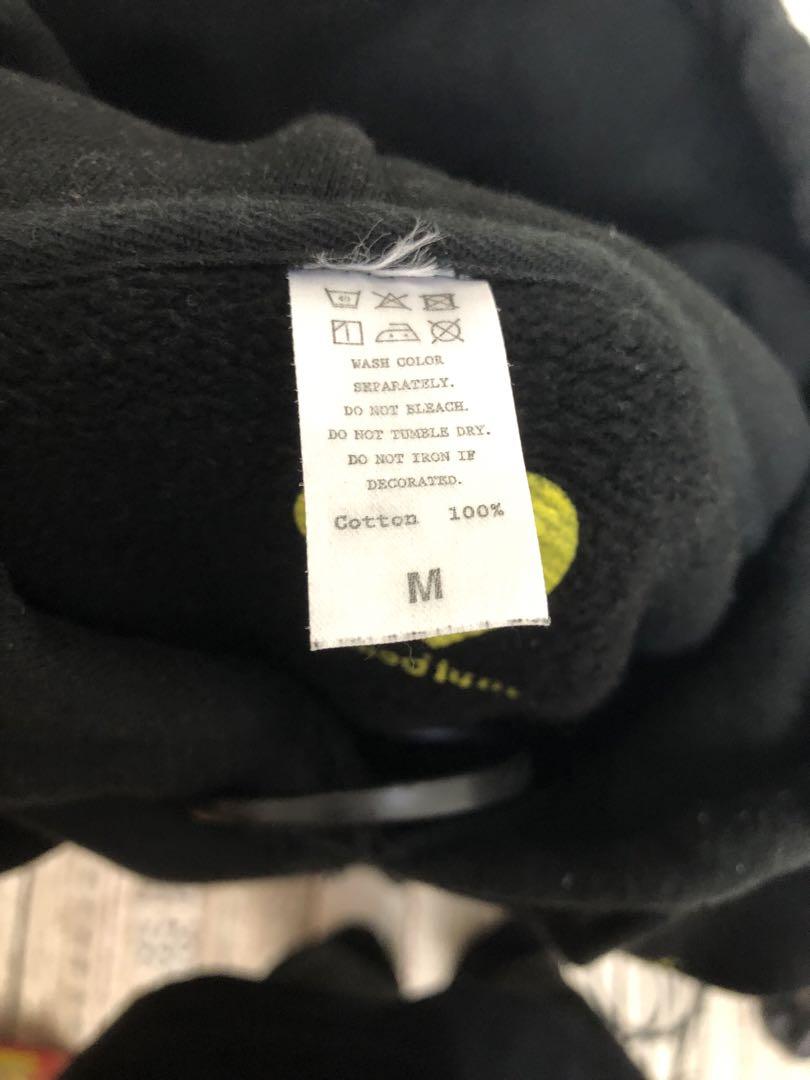 WASH COLOR
SEPARATELY.
DO NOT BLEACH.
DO NOT TUMBLE DRY.
DO NOT IRON IF
DECORATED.
Cotton 100%
M